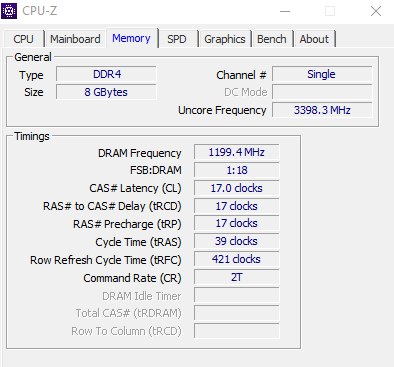 CPU-Z
CPU Mainboard Memory SPD Graphics Bench About
General
Type DDR4 Channel # Single
Size 8 GBytes DC Mode
Uncore Frequency 3398.3 MHz
Timings
DRAM Frequency 1199.4 MHz
FSB:DRAM 1:18
CAS# Latency (CL) 17.0 clocks
RAS# to CAS# Delay (tRCD) 17 clocks
RAS# Precharge (tRP) 17 clocks
Cycle Time (tRAS) 39 clocks
Row Refresh Cycle Time (tRFC) 421 clocks
Command Rate (CR) 2T
DRAM Idle Timer
Total CAS# (tRDRAM)
Row To Column (tRCD)